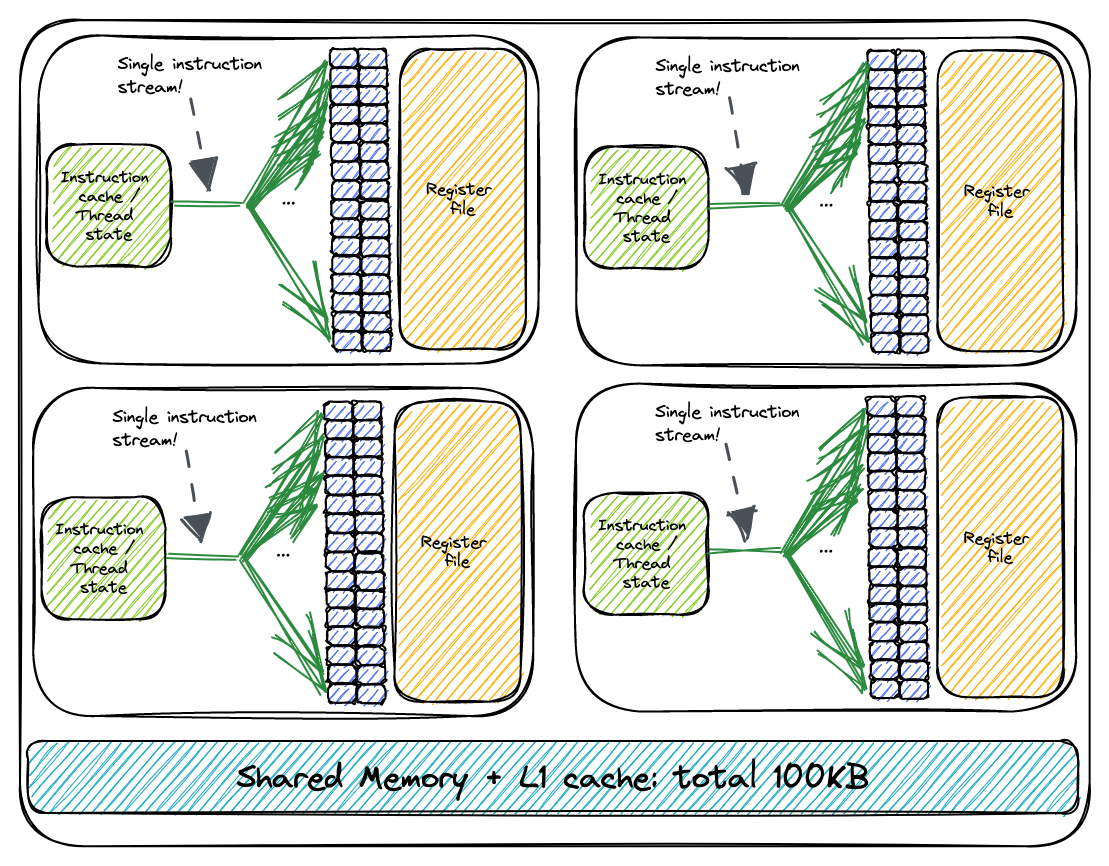 Single instruction
stream!
Instruction
cache /
Thread
state
...
Register
file
Single instruction
stream!
Instruction
cache /
Thread
state
...
Register
file
Single instruction
stream!
Instruction
cache /
Thread
state
...
Register
file
Single instruction
stream!
Instruction
cache /
Thread
state
...
Register
file
Shared Memory + L1 cache: total 100KB